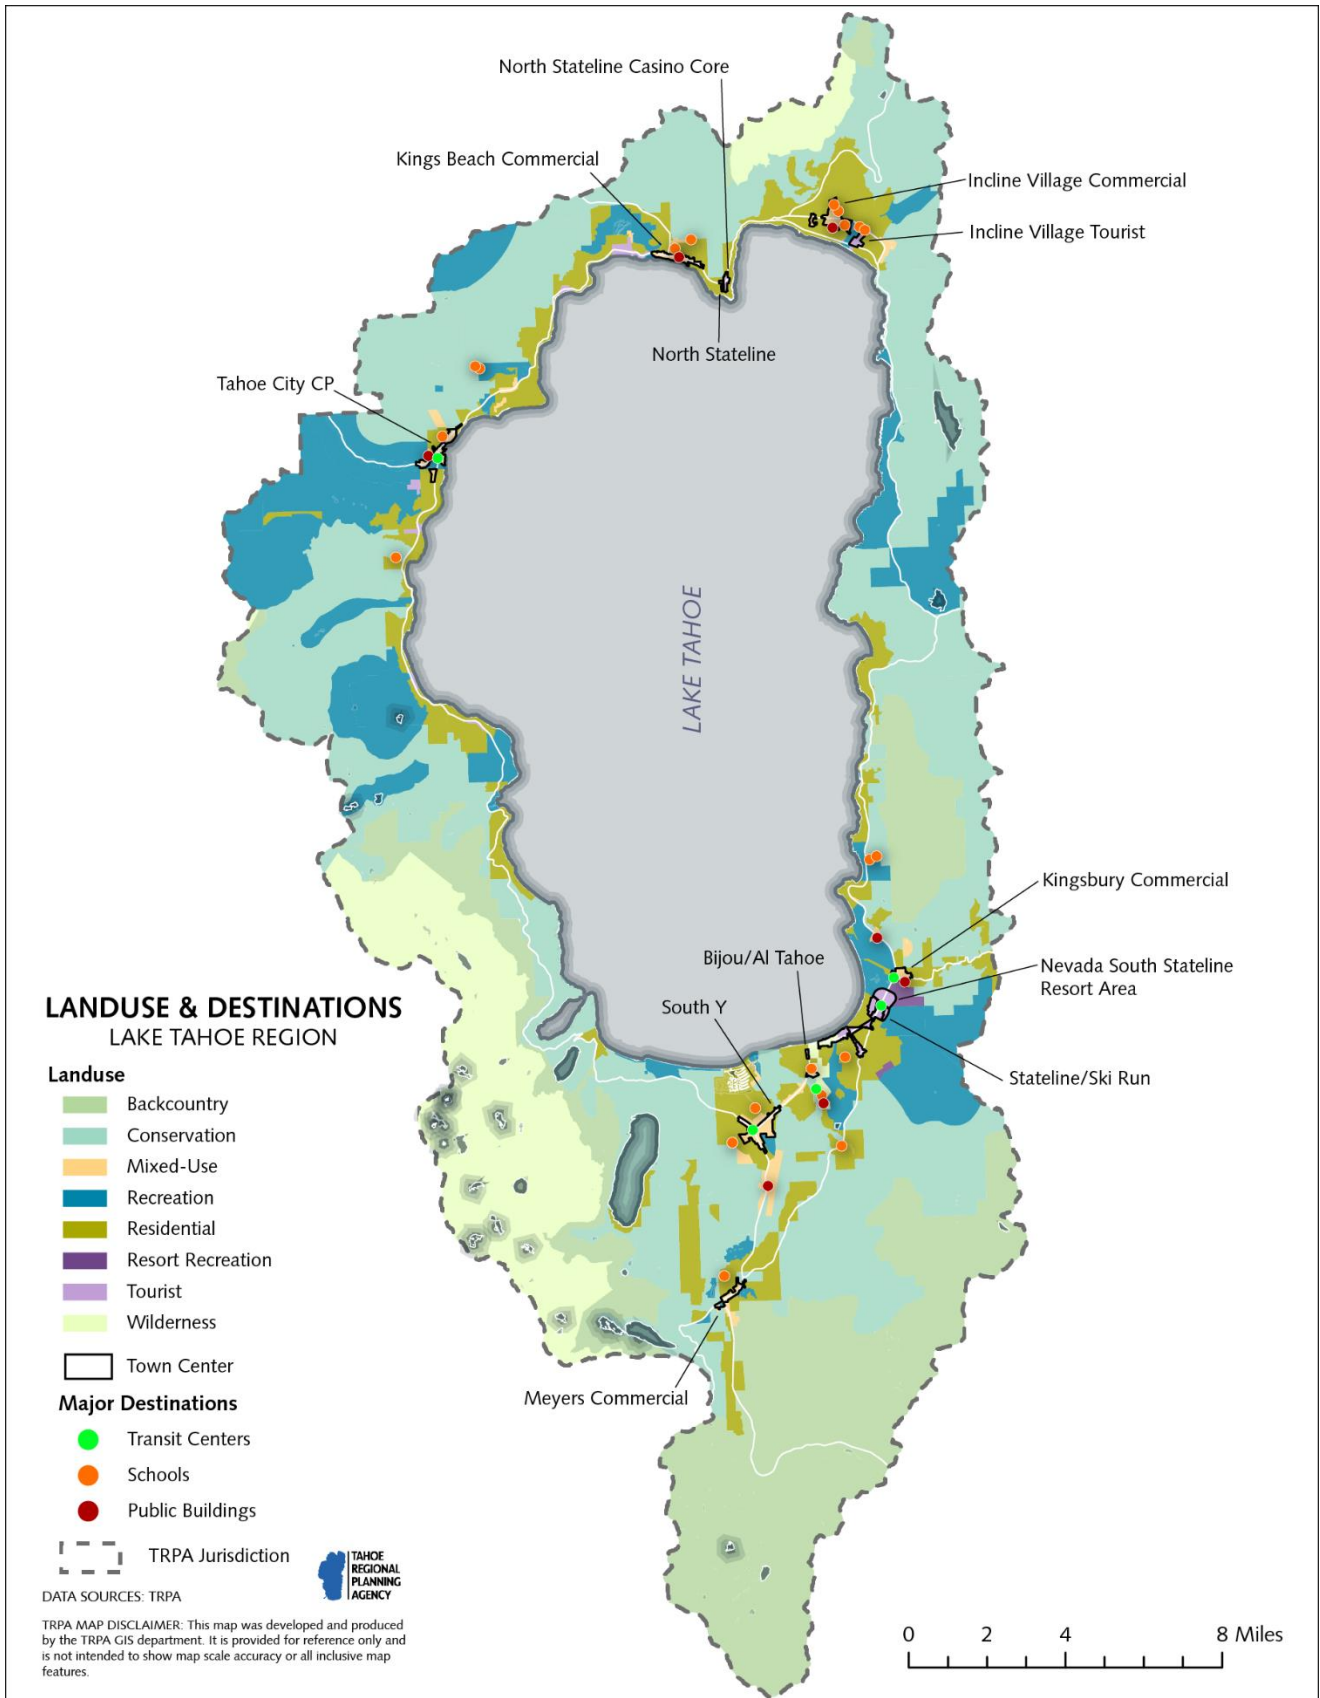 North Stateline Casino Core
Kings Beach Commercial
Incline Village Commercial
Incline Village Tourist
North Stateline
Tahoe City CP
LAKE TAHOE
Kingsbury Commercial
Bijou/Al Tahoe
Nevada South Stateline
Resort Area
South Y
Stateline/Ski Run
Meyers Commercial
LANDUSE & DESTINATIONS
LAKE TAHOE REGION
Landuse
Backcountry
Conservation
Mixed-Use
Recreation
Residential
Resort Recreation
Tourist
Wilderness
Town Center
Major Destinations
Transit Centers
Schools
Public Buildings
TRPA Jurisdiction
TAHOE
REGIONAL
PLANNING
AGENCY
DATA SOURCES: TRPA
TRPA MAP DISCLAIMER: This map was developed and produced
by the TRPA GIS department. It is provided for reference only and
is not intended to show map scale accuracy or all inclusive map
features.
0 2 4 8 Miles